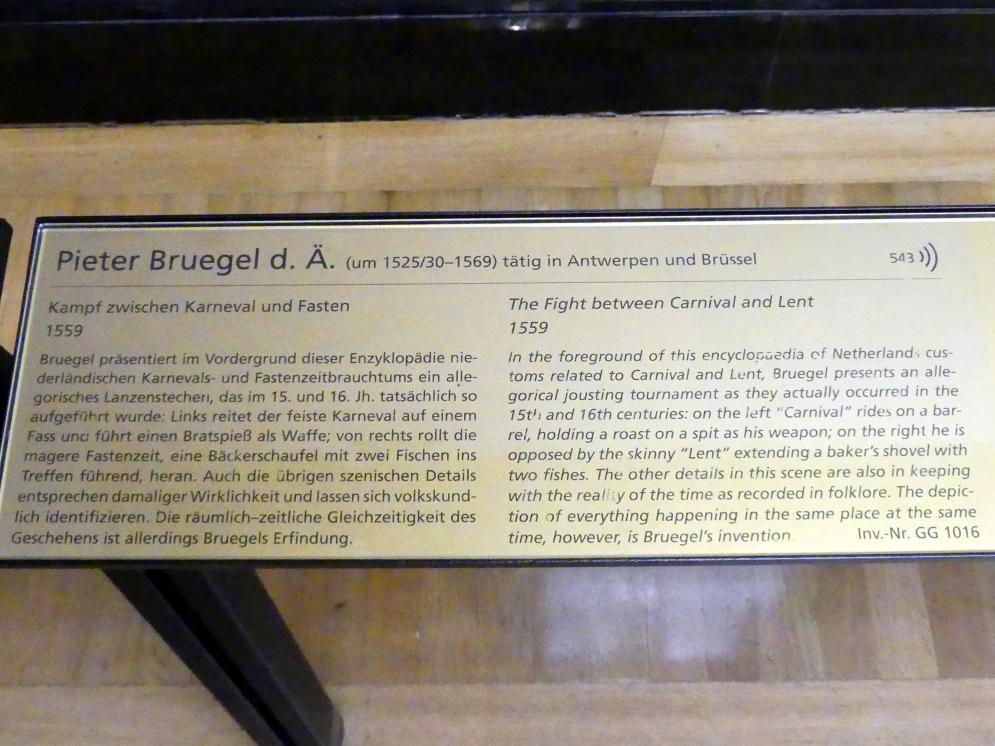 Pieter Bruegel d. Ä. (um 1525/30–1569) tätig in Antwerpen und Brüssel 543
Kampf zwischen Karneval und Fasten
1559
Bruegel präsentiert im Vordergrund dieser Enzyklopädie nie-
derländischen Karnevals- und Fastenzeitbrauchtums ein alle-
gorisches Lanzenstechen, das im 15. und 16. Jh. tatsächlich so
aufgeführt wurde: Links reitet der feiste Karneval auf einem
Fass und führt einen Bratspieß als Waffe; von rechts rollt die
magere Fastenzeit, eine Bäckerschaufel mit zwei Fischen ins
Treffen führend, heran. Auch die übrigen szenischen Details
entsprechen damaliger Wirklichkeit und lassen sich volkskund-
lich identifizieren. Die räumlich–zeitliche Gleichzeitigkeit des
Geschehens ist allerdings Bruegels Erfindung.
The Fight between Carnival and Lent
1559
In the foreground of this encyclopaedia of Netherlands cus-
toms related to Carnival and Lent, Bruegel presents an alle-
gorical jousting tournament as they actually occurred in the
15th and 16th centuries: on the left “Carnival” rides on a bar-
rel, holding a roast on a spit as his weapon; on the right he is
opposed by the skinny “Lent” extending a baker’s shovel with
two fishes. The other details in this scene are also in keeping
with the reality of the time as recorded in folklore. The depic-
tion of everything happening in the same place at the same
time, however, is Bruegel’s invention.
Inv.-Nr. GG 1016